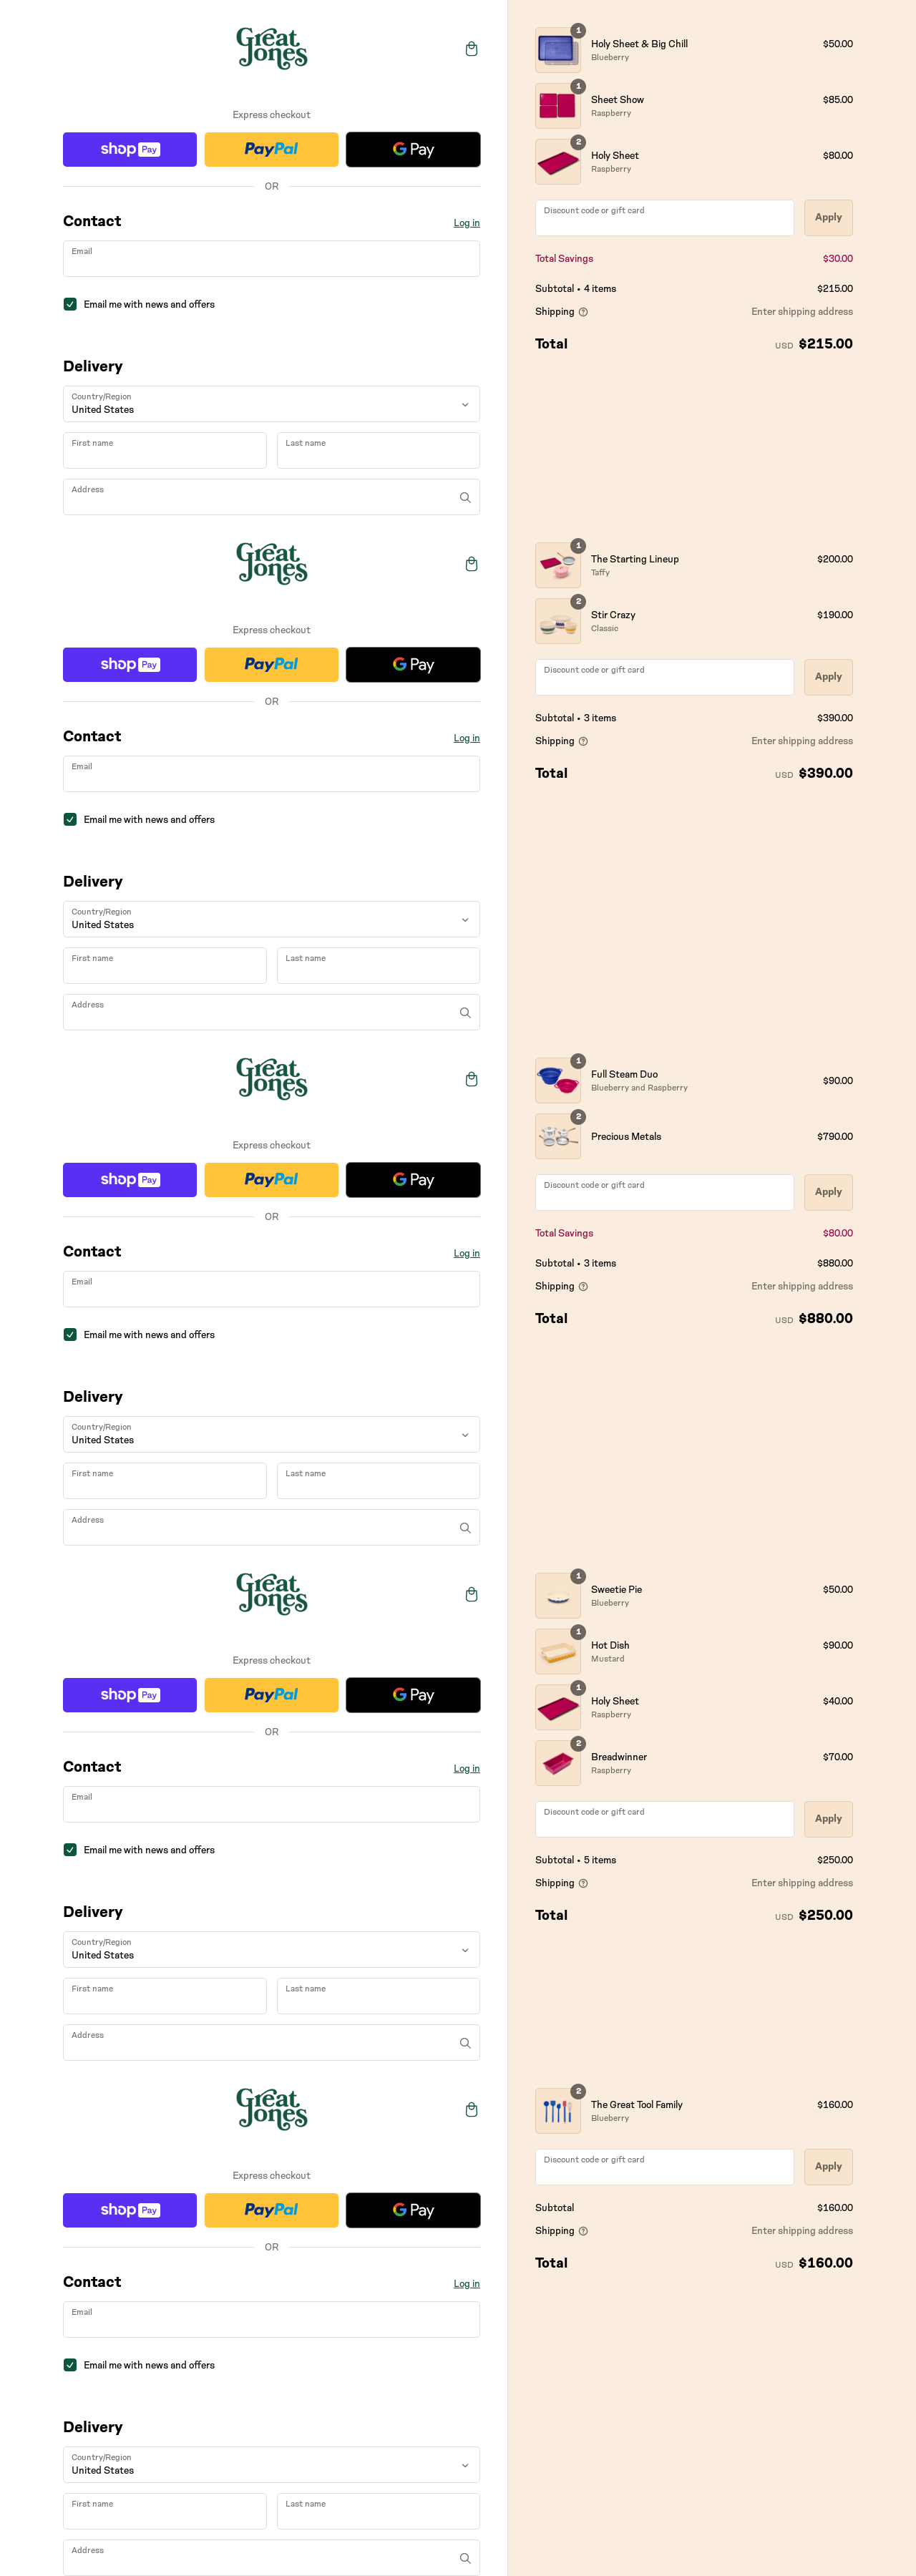 Great
Jones
Express checkout
shop Pay
PayPal
G Pay
OR
Contact
Log in
Email
Email me with news and offers
Delivery
Country/Region
United States
First name
Last name
Address
1
Holy Sheet & Big Chill
$50.00
Blueberry
1
Sheet Show
$85.00
Raspberry
2
Holy Sheet
$80.00
Raspberry
Discount code or gift card
Apply
Total Savings
$30.00
Subtotal • 4 items
$215.00
Shipping
Enter shipping address
Total
USD $215.00
Great
Jones
Express checkout
shop Pay
PayPal
G Pay
OR
Contact
Log in
Email
Email me with news and offers
Delivery
Country/Region
United States
First name
Last name
Address
1
The Starting Lineup
$200.00
Taffy
2
Stir Crazy
$190.00
Classic
Discount code or gift card
Apply
Subtotal • 3 items
$390.00
Shipping
Enter shipping address
Total
USD $390.00
Great
Jones
Express checkout
shop Pay
PayPal
G Pay
OR
Contact
Log in
Email
Email me with news and offers
Delivery
Country/Region
United States
First name
Last name
Address
1
Full Steam Duo
Blueberry and Raspberry
$90.00
2
Precious Metals
$790.00
Discount code or gift card
Apply
Total Savings
$80.00
Subtotal • 3 items
$880.00
Shipping
Enter shipping address
Total
USD $880.00
Great
Jones
Express checkout
shop Pay
PayPal
G Pay
OR
Contact
Log in
Email
Email me with news and offers
Delivery
Country/Region
United States
First name
Last name
Address
1
Sweetie Pie
$50.00
Blueberry
1
Hot Dish
$90.00
Mustard
1
Holy Sheet
$40.00
Raspberry
2
Breadwinner
$70.00
Raspberry
Discount code or gift card
Apply
Subtotal • 5 items
$250.00
Shipping
Enter shipping address
Total
USD $250.00
Great
Jones
Express checkout
shop Pay
PayPal
G Pay
OR
Contact
Log in
Email
Email me with news and offers
Delivery
Country/Region
United States
First name
Last name
Address
2
The Great Tool Family
$160.00
Blueberry
Discount code or gift card
Apply
Subtotal
$160.00
Shipping
Enter shipping address
Total
USD $160.00